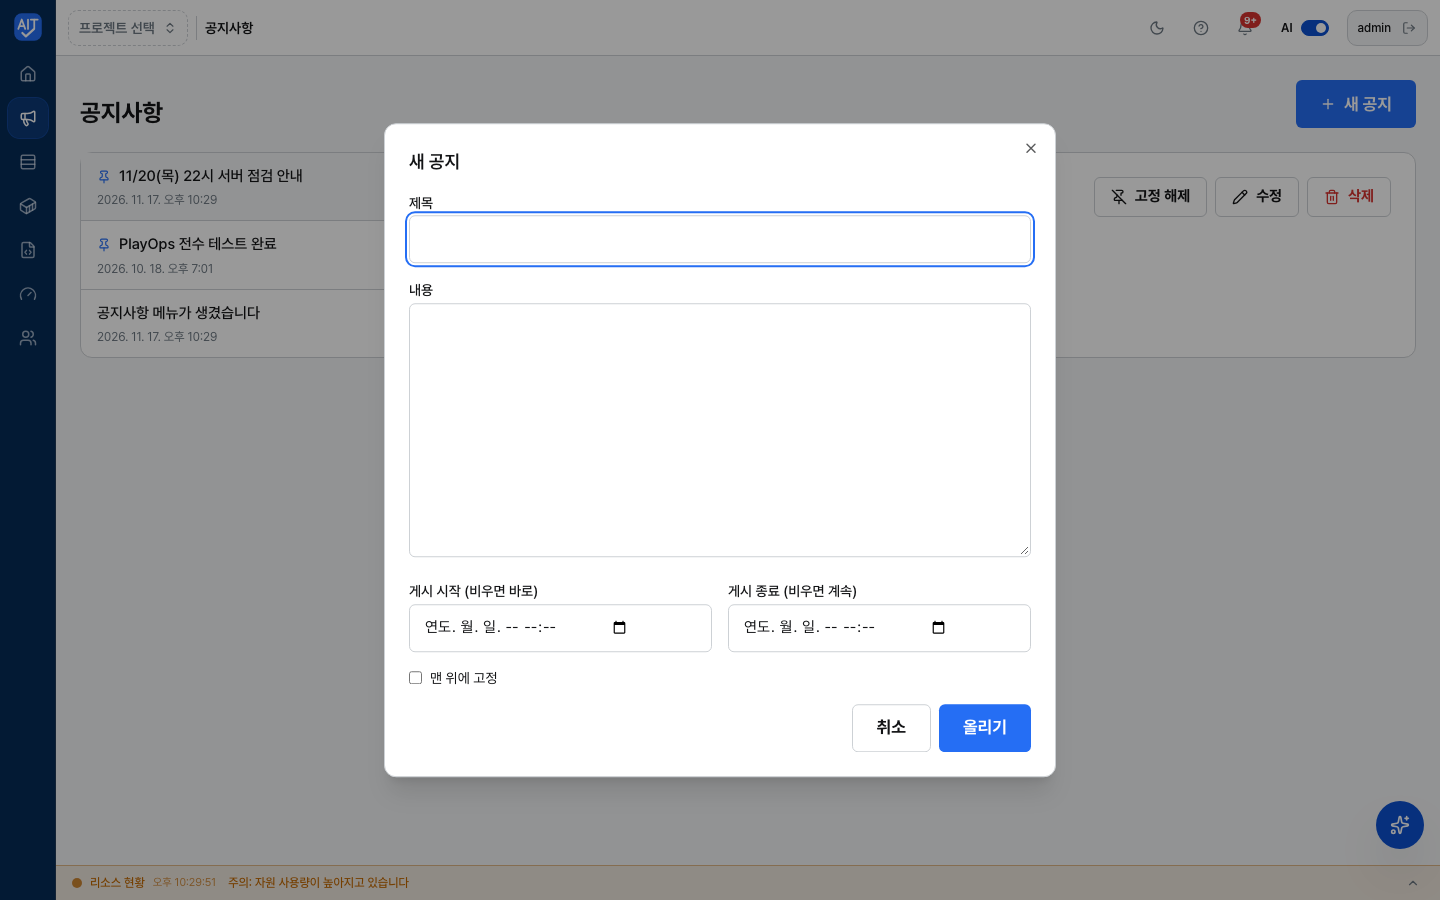 AIT
프로젝트 선택
공지사항
9+
AI
admin
공지사항
+ 새 공지
11/20(목) 22시 서버 점검 안내
2026. 11. 17. 오후 10:29
PlayOps 전수 테스트 완료
2026. 10. 18. 오후 7:01
공지사항 메뉴가 생겼습니다
2026. 11. 17. 오후 10:29
고정 해제
수정
삭제
새 공지
제목
내용
게시 시작 (비우면 바로)
게시 종료 (비우면 계속)
연도. 월. 일. -- --:--
연도. 월. 일. -- --:--
맨 위에 고정
취소
올리기
리소스 현황 오후 10:29:51 주의: 자원 사용량이 높아지고 있습니다